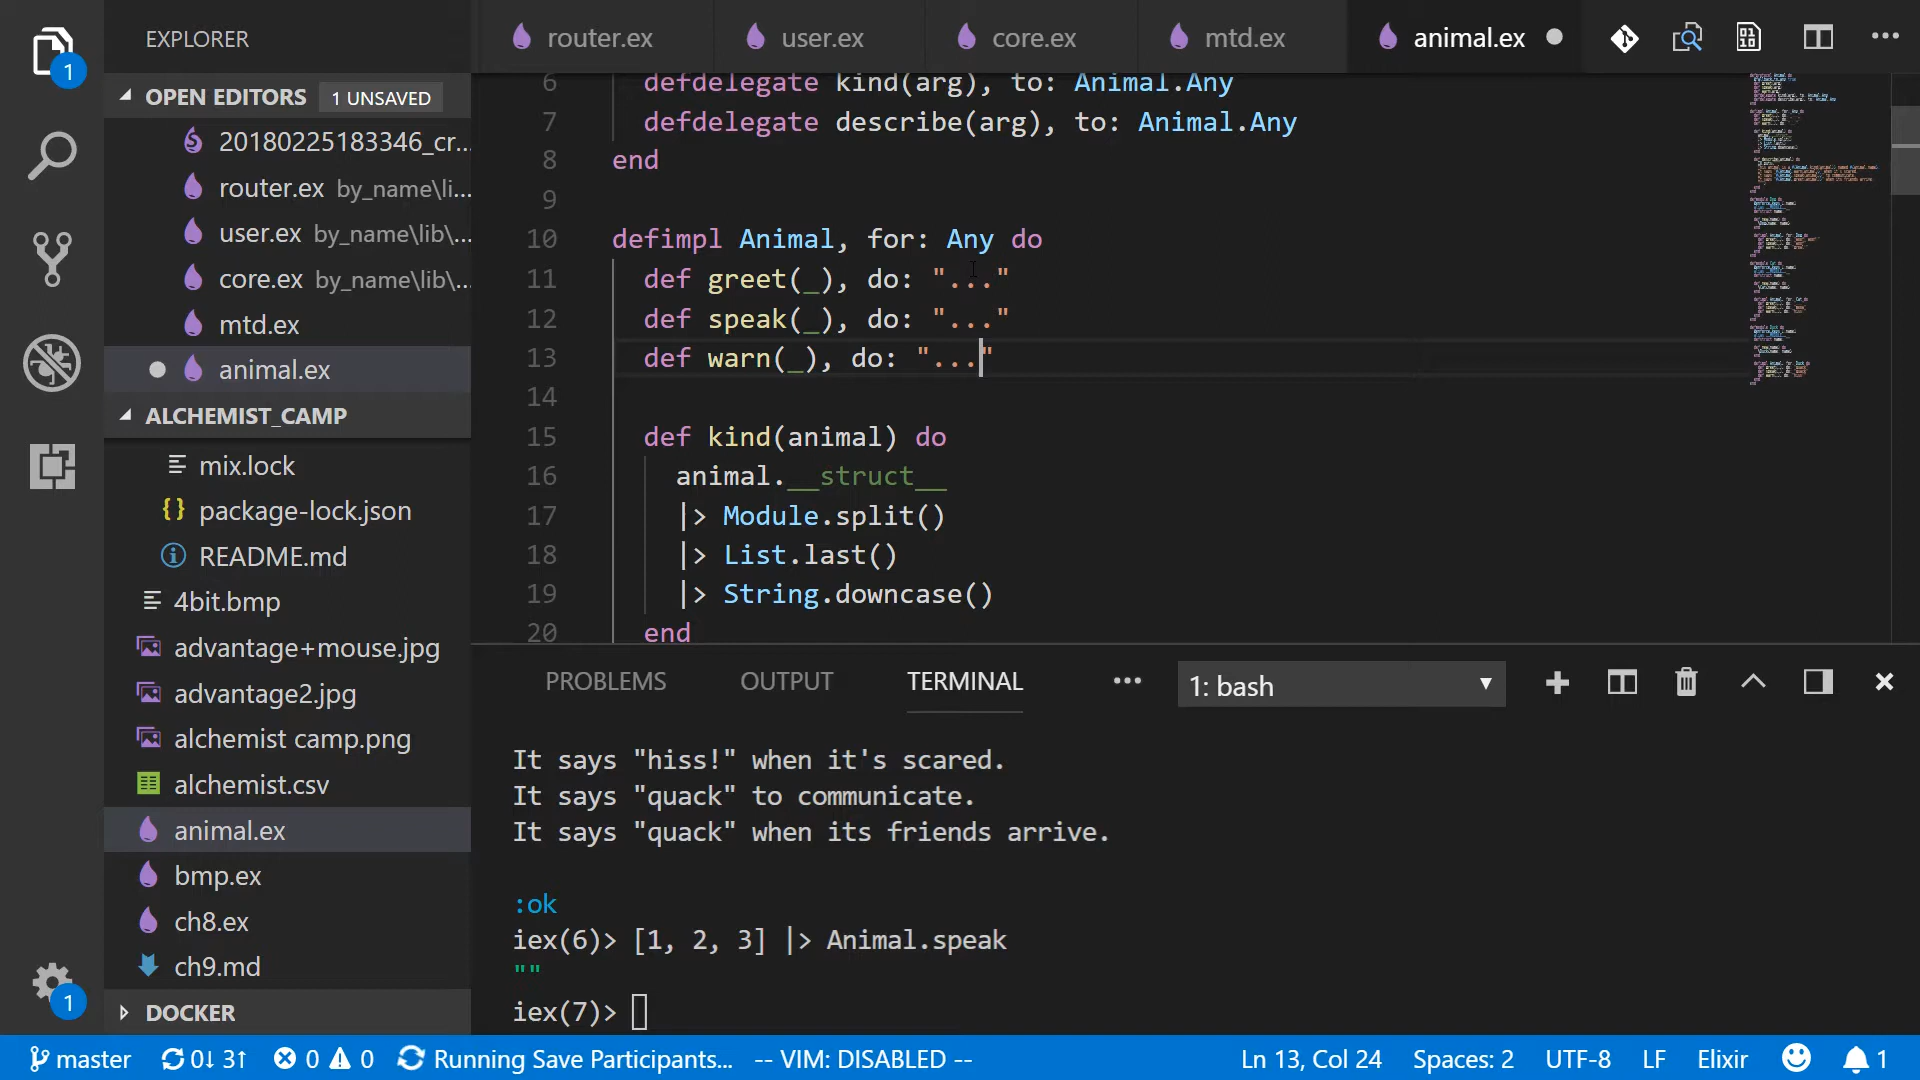 EXPLORER
router.ex
user.ex
core.ex
mtd.ex
animal.ex
1
OPEN EDITORS 1 UNSAVED
20180225183346_cr...
router.ex by_name\li...
user.ex by_name\lib\...
core.ex by_name\lib\...
mtd.ex
animal.ex
ALCHEMIST_CAMP
mix.lock
package-lock.json
README.md
4bit.bmp
advantage+mouse.jpg
advantage2.jpg
alchemist camp.png
alchemist.csv
animal.ex
bmp.ex
ch8.ex
ch9.md
1
DOCKER
6 defdelegate kind(arg), to: Animal.Any
7 defdelegate describe(arg), to: Animal.Any
8 end
9
10 defimpl Animal, for: Any do
11 def greet(_), do: "..."
12 def speak(_), do: "..."
13 def warn(_), do: "..."
14
15 def kind(animal) do
16 animal.__struct__
17 |> Module.split()
18 |> List.last()
19 |> String.downcase()
20 end
PROBLEMS OUTPUT TERMINAL ... 1: bash
It says "hiss!" when it's scared.
It says "quack" to communicate.
It says "quack" when its friends arrive.
:ok
iex(6)> [1, 2, 3] |> Animal.speak
""
iex(7)>
master 0↓ 3↑ 0 0 Running Save Participants... -- VIM: DISABLED -- Ln 13, Col 24 Spaces: 2 UTF-8 LF Elixir 1